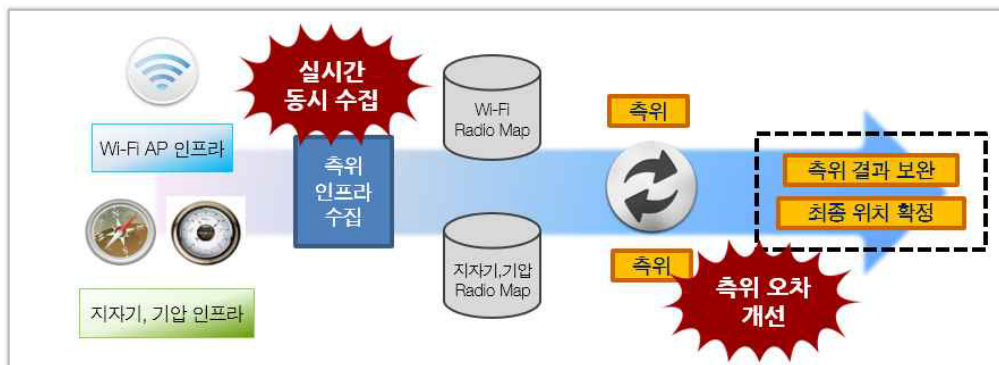 Wi-Fi AP 인프라
지자기, 기압 인프라
실시간
동시 수집
측위
인프라
수집
Wi-Fi
Radio Map
지자기,기압
Radio Map
측위
측위
측위 오차
개선
측위 결과 보완
최종 위치 확정